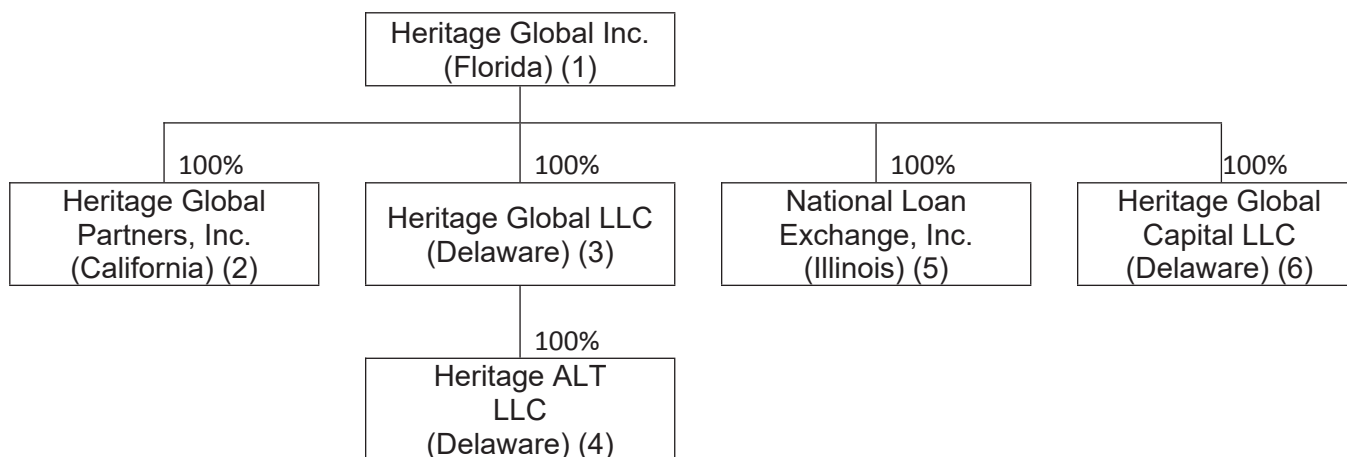 Heritage Global Inc.
(Florida) (1)
100%
Heritage Global
Partners, Inc.
(California) (2)
100%
Heritage Global LLC
(Delaware) (3)
100%
National Loan
Exchange, Inc.
(Illinois) (5)
100%
Heritage Global
Capital LLC
(Delaware) (6)
100%
Heritage ALT
LLC
(Delaware) (4)